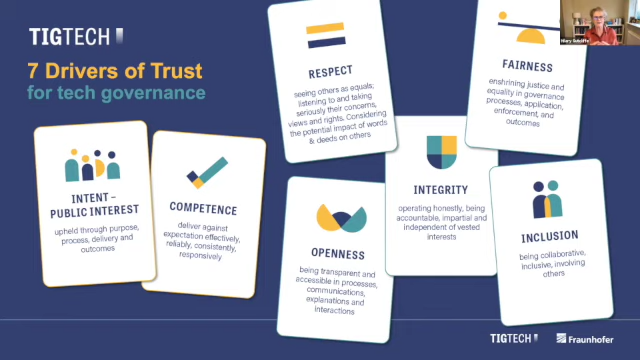 TIGTECH
7 Drivers of Trust
for tech governance
INTENT –
PUBLIC INTEREST
upheld through purpose,
process, delivery and
outcomes
COMPETENCE
deliver against
expectation effectively,
reliably, consistently,
responsively
RESPECT
seeing others as equals;
listening to and taking
seriously their concerns,
views and rights. Considering
the potential impact of words
& deeds on others
OPENNESS
being transparent and
accessible in processes,
communications,
explanations and
interactions
INTEGRITY
operating honestly, being
accountable, impartial and
independent of vested
interests
FAIRNESS
enshrining justice and
equality in governance
processes, application,
enforcement, and
outcomes
INCLUSION
being collaborative,
inclusive, involving
others
Hilary Sutcliffe
TIGTECH
Fraunhofer